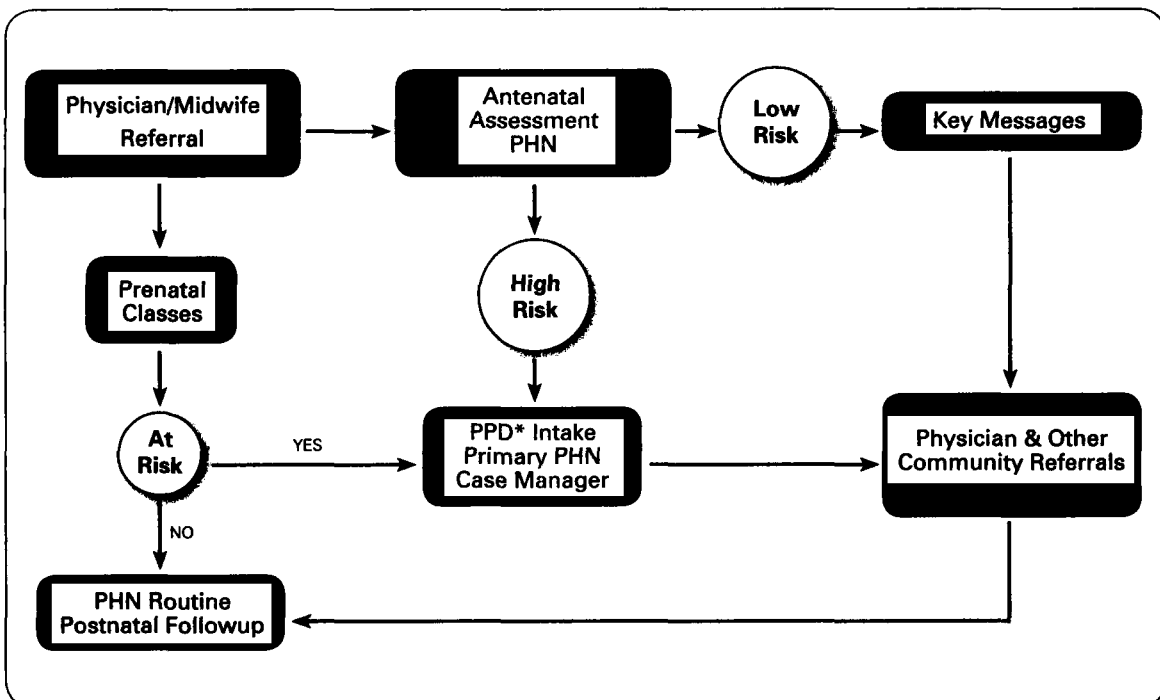 Physician/Midwife
Referral
Antenatal
Assessment
PHN
Low
Risk
Key Messages
Prenatal
Classes
High
Risk
At
Risk
YES
PPD* Intake
Primary PHN
Case Manager
Physician & Other
Community Referrals
NO
PHN Routine
Postnatal Followup